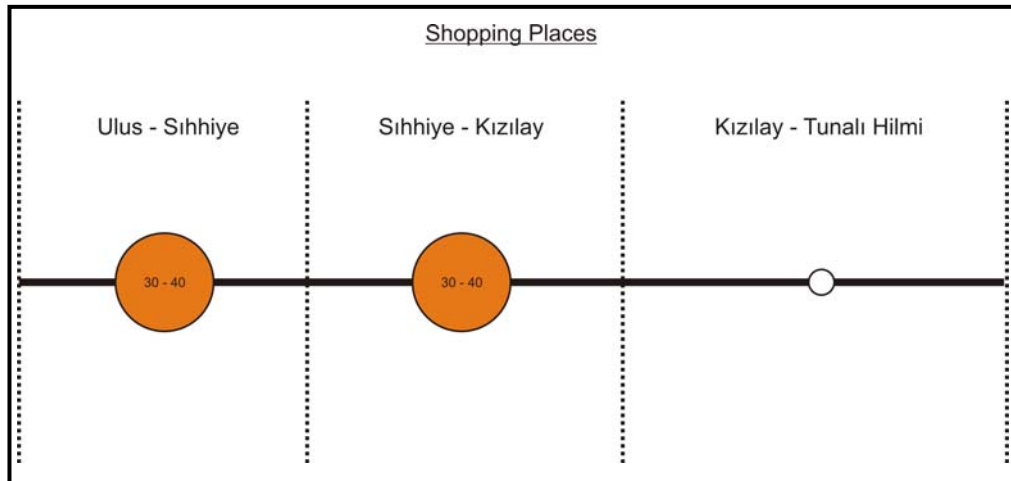 Shopping Places
Ulus - Sıhhiye
Sıhhiye - Kızılay
Kızılay - Tunalı Hilmi
30 - 40
30 - 40